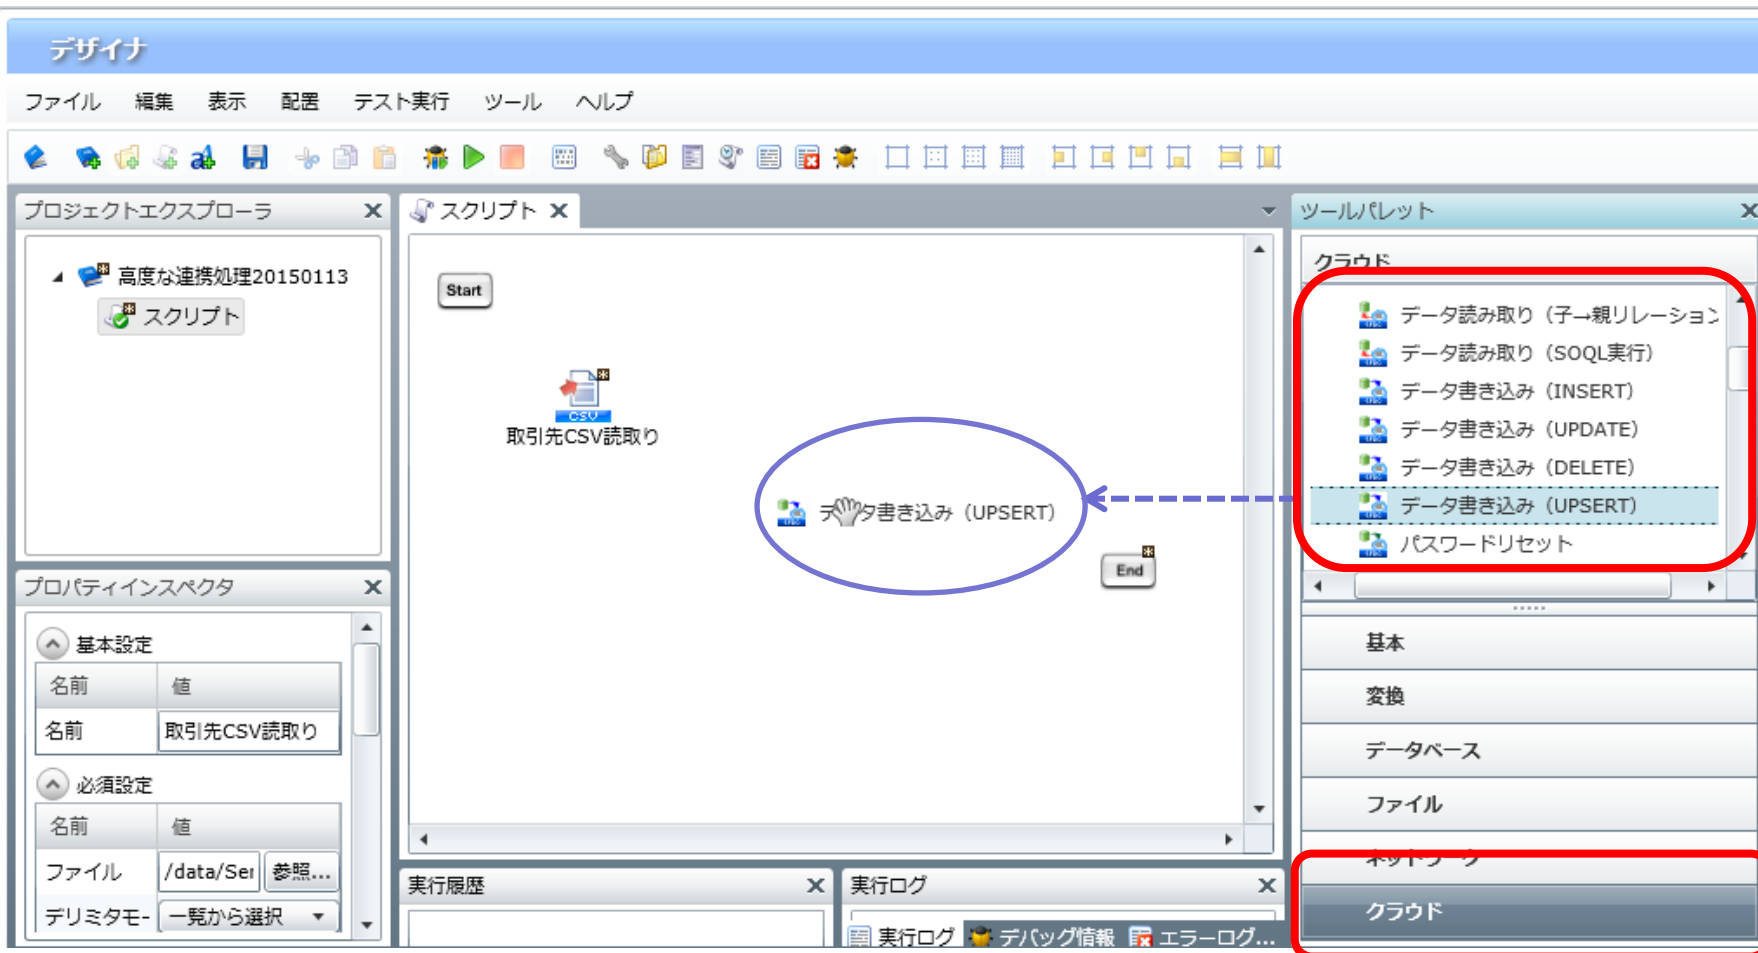 デザイナ
ファイル 編集 表示 配置 テスト実行 ツール ヘルプ
プロジェクトエクスプローラ
高度な連携処理20150113
スクリプト
スクリプト
Start
CSV
取引先CSV読取り
データ書き込み（UPSERT）
End
ツールパレット
クラウド
データ読み取り（子→親リレーション
データ読み取り（SOQL実行）
データ書き込み（INSERT）
データ書き込み（UPDATE）
データ書き込み（DELETE）
データ書き込み（UPSERT）
パスワードリセット
基本
変換
データベース
ファイル
ネットワーク
クラウド
プロパティインスペクタ
基本設定
名前 値
名前 取引先CSV読取り
必須設定
名前 値
ファイル /data/Ser 参照...
デリミタモ- 一覧から選択
実行履歴
実行ログ
実行ログ デバッグ情報 エラーログ...